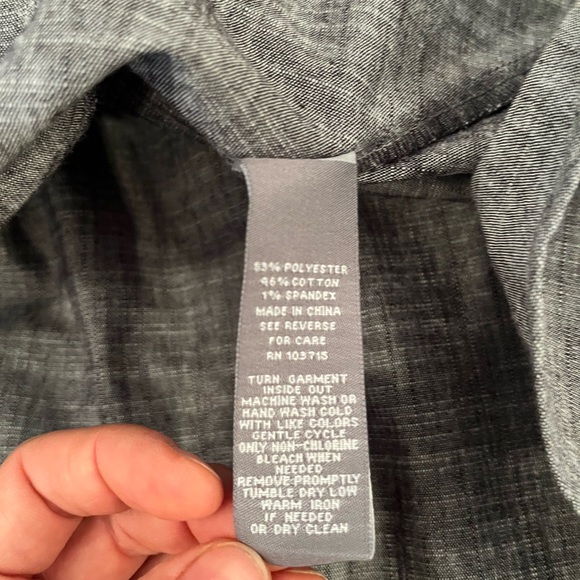 53% POLYESTER
46% COTTON
1% SPANDEX
MADE IN CHINA
SEE REVERSE
FOR CARE
RN 103715
TURN GARMENT
INSIDE OUT
MACHINE WASH OR
HAND WASH COLD
WITH LIKE COLORS
GENTLE CYCLE
ONLY NON-CHLORINE
BLEACH WHEN
NEEDED
REMOVE PROMPTLY
TUMBLE DRY LOW
WARM IRON
IF NEEDED
OR DRY CLEAN